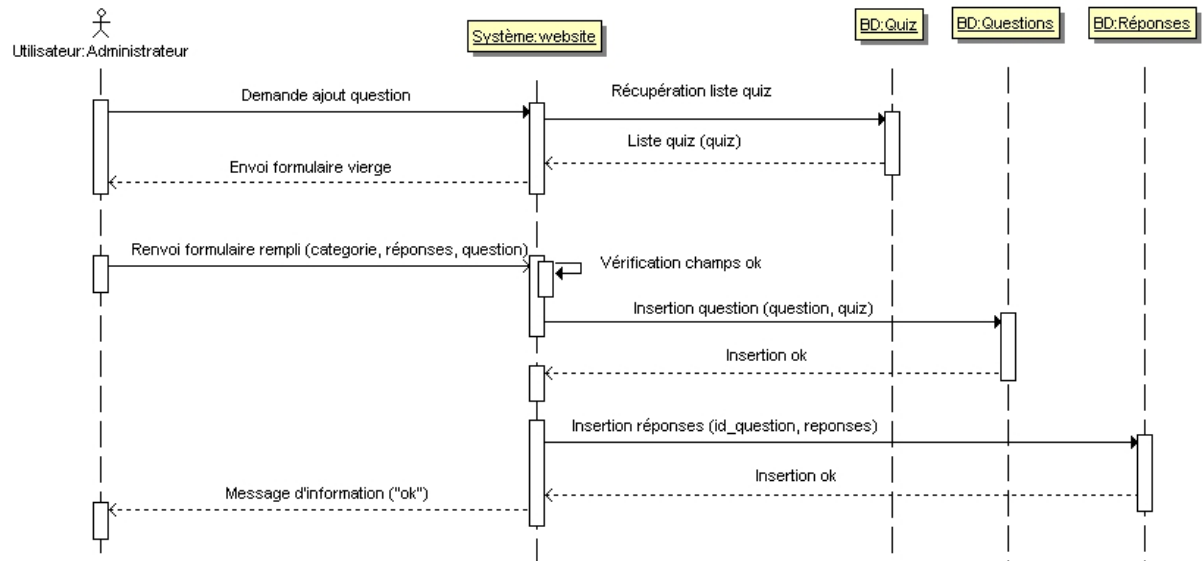 Utilisateur:Administrateur
Système:website
BD:Quiz
BD:Questions
BD:Réponses
Demande ajout question
Récupération liste quiz
Liste quiz (quiz)
Envoi formulaire vierge
Renvoi formulaire rempli (categorie, réponses, question)
Vérification champs ok
Insertion question (question, quiz)
Insertion ok
Insertion réponses (id_question, reponses)
Insertion ok
Message d'information ("ok")